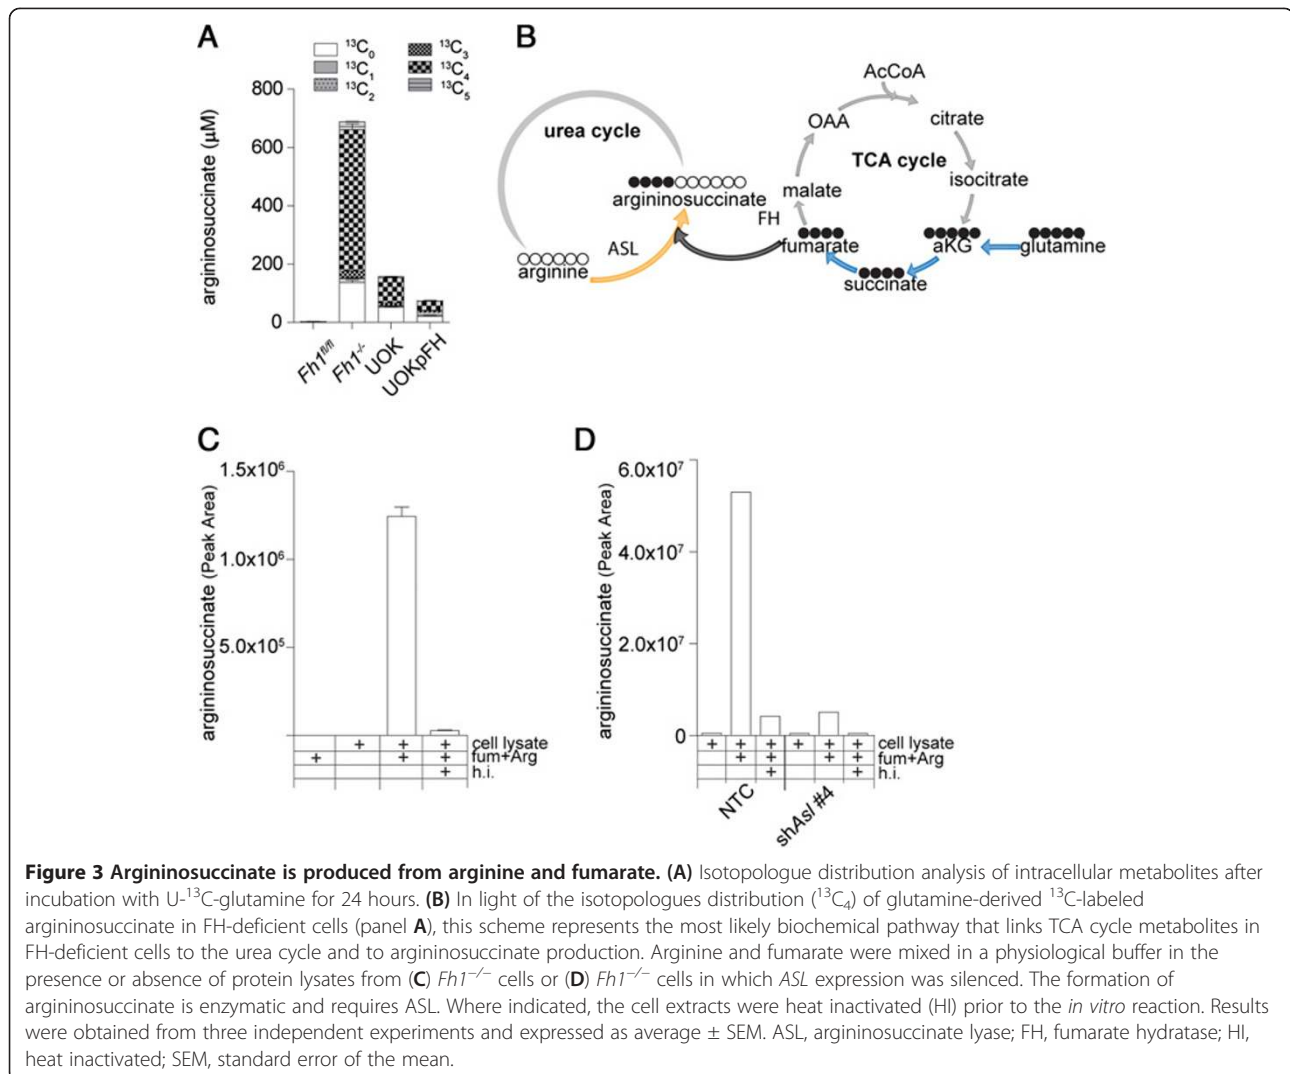 A
¹³C₀
¹³C₁
¹³C₂
¹³C₃
¹³C₄
¹³C₅
argininosuccinate (µM)
800
600
400
200
0
Fh1^fl/fl
Fh1^-/-
UOK
UOKpFH
B
urea cycle
argininosuccinate
arginine
ASL
FH
AcCoA
OAA
citrate
TCA cycle
malate
isocitrate
fumarate
aKG
glutamine
succinate
C
argininosuccinate (Peak Area)
1.5x10⁶
1.0x10⁶
5.0x10⁵
+ + + cell lysate
+ + + fum+Arg
+ h.i.
D
argininosuccinate (Peak Area)
6.0x10⁷
4.0x10⁷
2.0x10⁷
0
+ + + + + + cell lysate
+ + + + fum+Arg
+ + h.i.
NTC
shAsl #4
Figure 3 Argininosuccinate is produced from arginine and fumarate. (A) Isotopologue distribution analysis of intracellular metabolites after
incubation with U-¹³C-glutamine for 24 hours. (B) In light of the isotopologues distribution (¹³C₄) of glutamine-derived ¹³C-labeled
argininosuccinate in FH-deficient cells (panel A), this scheme represents the most likely biochemical pathway that links TCA cycle metabolites in
FH-deficient cells to the urea cycle and to argininosuccinate production. Arginine and fumarate were mixed in a physiological buffer in the
presence or absence of protein lysates from (C) Fh1⁻/⁻ cells or (D) Fh1⁻/⁻ cells in which ASL expression was silenced. The formation of
argininosuccinate is enzymatic and requires ASL. Where indicated, the cell extracts were heat inactivated (HI) prior to the in vitro reaction. Results
were obtained from three independent experiments and expressed as average ± SEM. ASL, argininosuccinate lyase; FH, fumarate hydratase; HI,
heat inactivated; SEM, standard error of the mean.